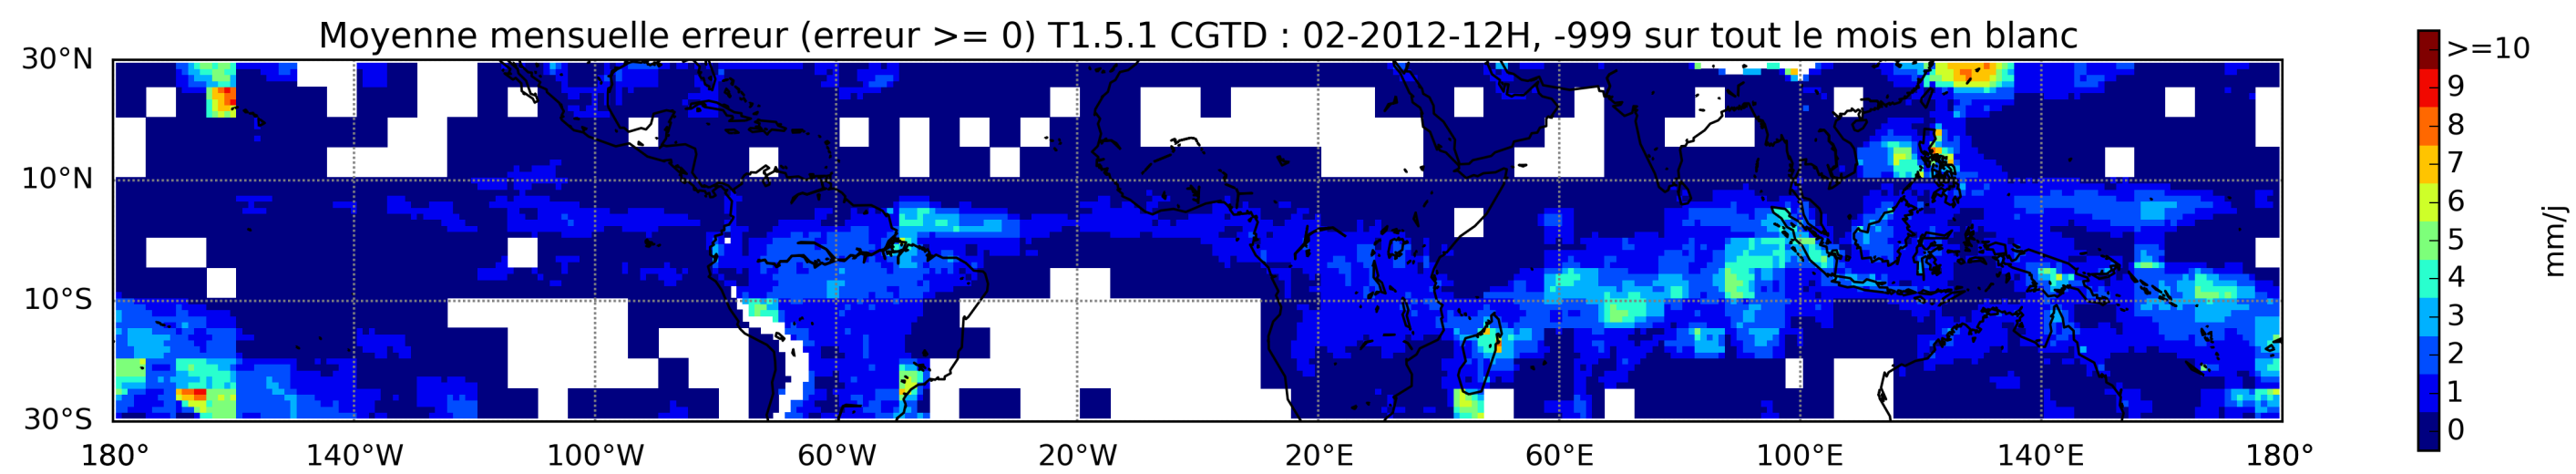 Moyenne mensuelle erreur (erreur >= 0) T1.5.1 CGTD : 02-2012-12H, -999 sur tout le mois en blanc
30°N
10°N
10°S
30°S
180° 140°W 100°W 60°W 20°W 20°E 60°E 100°E 140°E 180°
>=10
9
8
7
6
5
4
3
2
1
0
mm/j